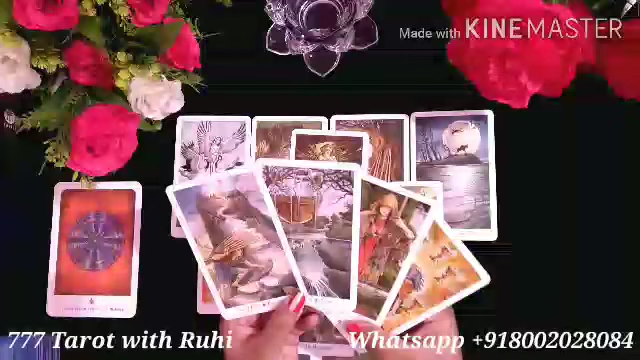 Made with KINEMASTER
777 Tarot with Ruhi
Whatsapp +918002028084